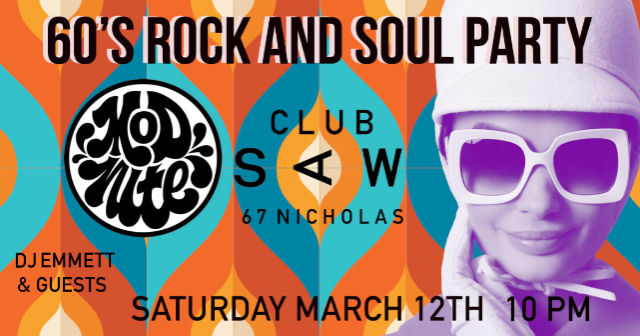 60'S ROCK AND SOUL PARTY
MOD
NITE
CLUB
SAW
67 NICHOLAS
DJ EMMETT
& GUESTS
SATURDAY MARCH 12TH 10 PM